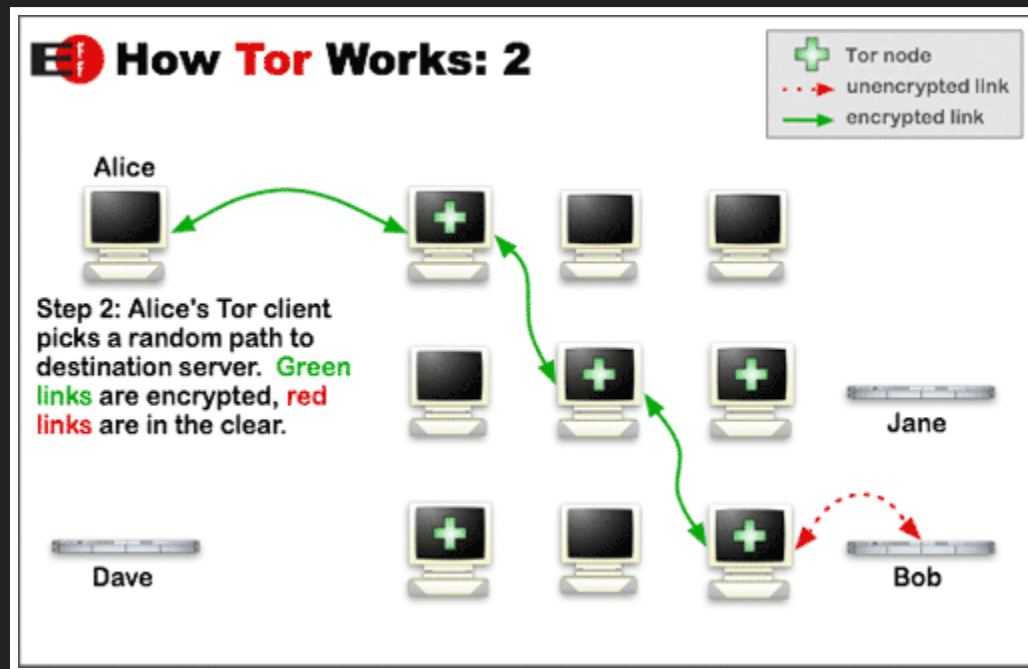 EFF How Tor Works: 2
Tor node
unencrypted link
encrypted link
Alice
Step 2: Alice's Tor client
picks a random path to
destination server. Green
links are encrypted, red
links are in the clear.
Jane
Dave
Bob